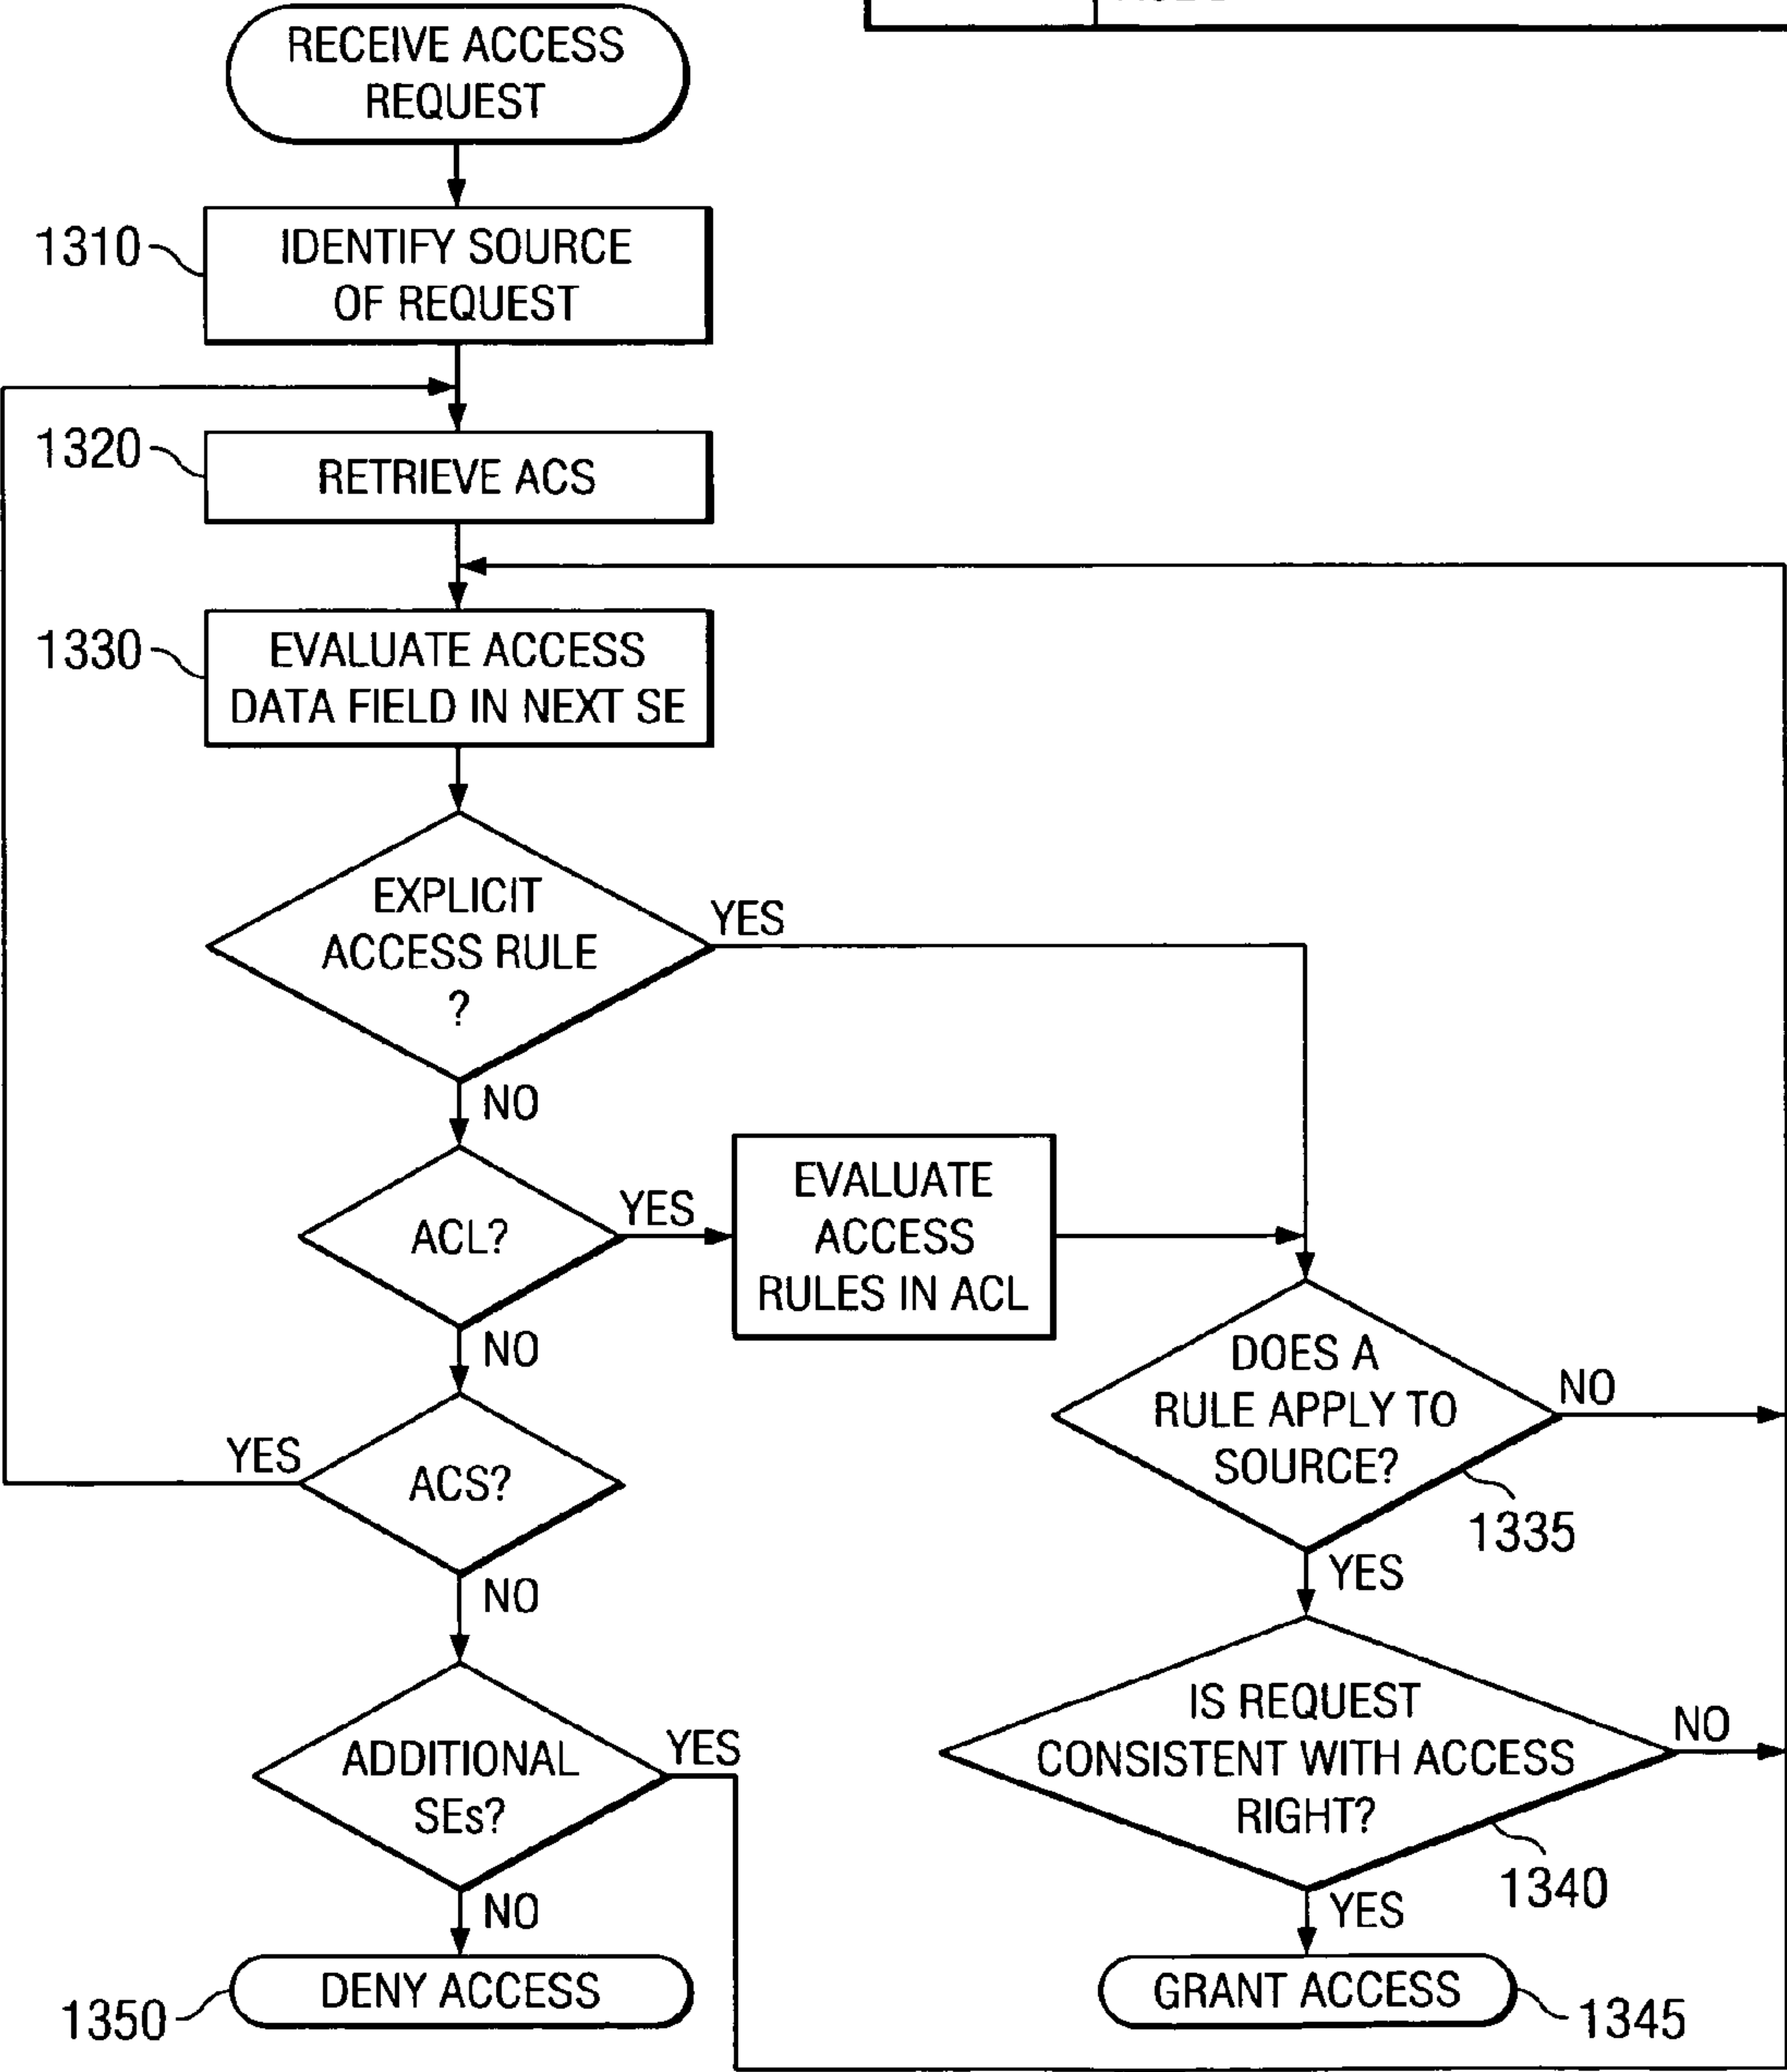 RECEIVE ACCESS
REQUEST
1310
IDENTIFY SOURCE
OF REQUEST
1320
RETRIEVE ACS
1330
EVALUATE ACCESS
DATA FIELD IN NEXT SE
EXPLICIT
ACCESS RULE
?
YES
NO
ACL?
YES
EVALUATE
ACCESS
RULES IN ACL
NO
DOES A
RULE APPLY TO
SOURCE?
NO
1335
YES
ACS?
YES
NO
IS REQUEST
CONSISTENT WITH ACCESS
RIGHT?
NO
1340
YES
ADDITIONAL
SEs?
YES
NO
DENY ACCESS
1350
GRANT ACCESS
1345